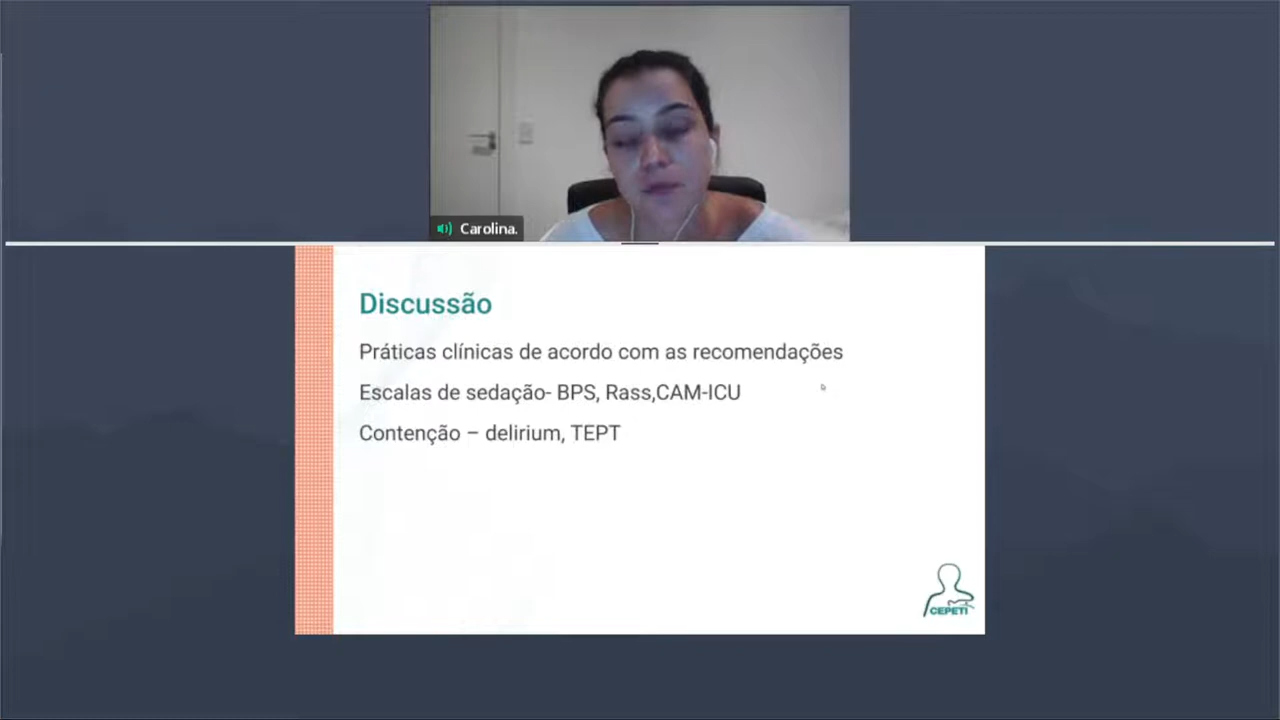 Carolina.
Discussão
Práticas clínicas de acordo com as recomendações
Escalas de sedação- BPS, Rass,CAM-ICU
Contenção – delirium, TEPT
CEPETI